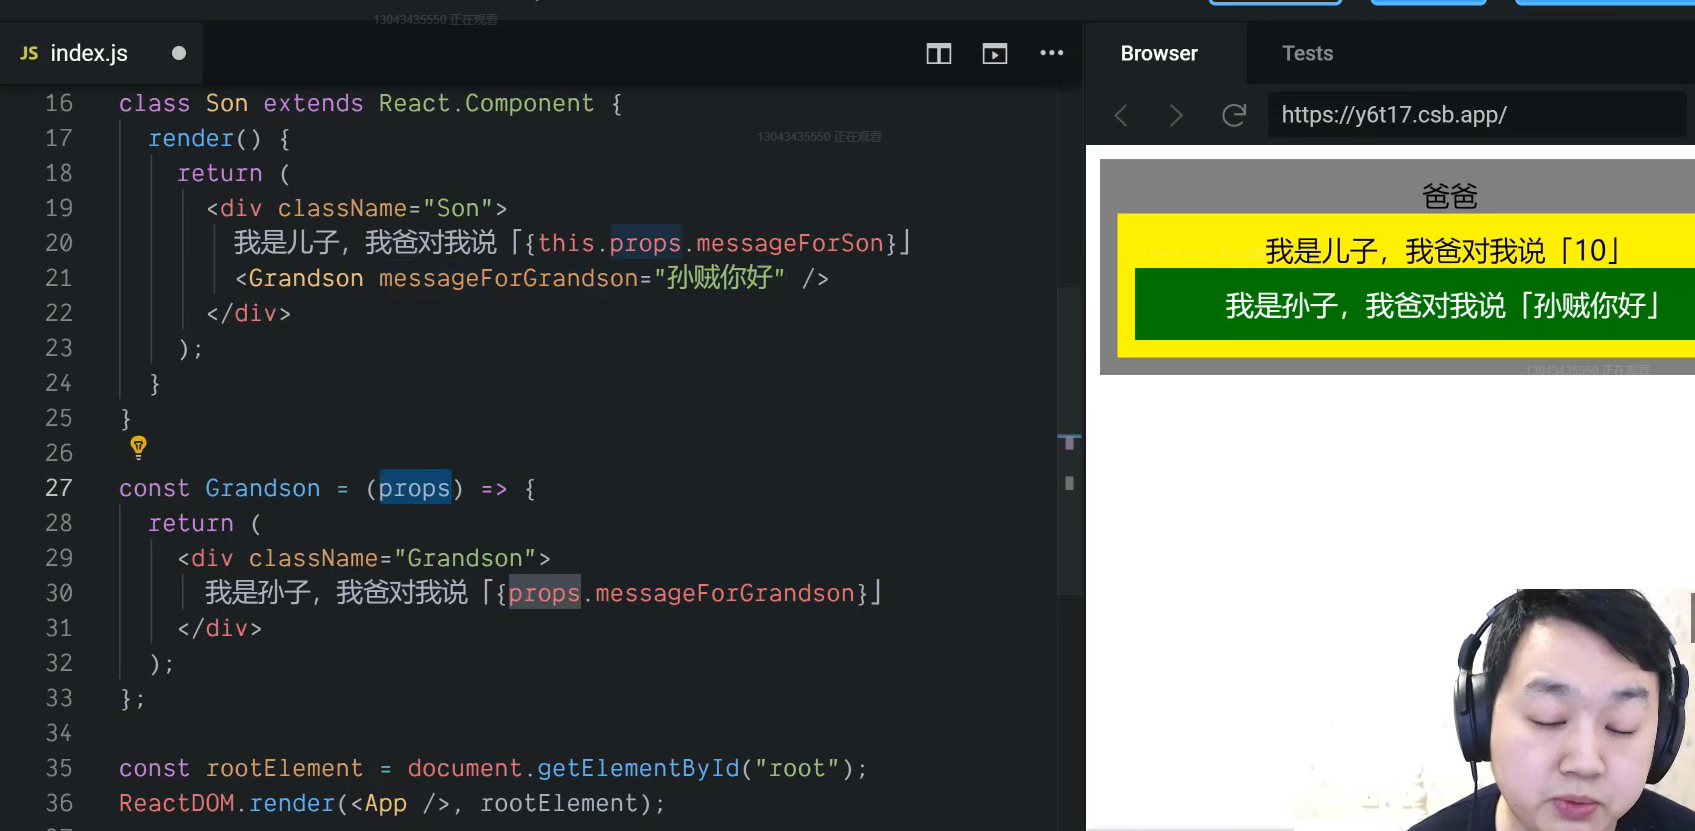 13043435550 正在观看
JS index.js
Browser
Tests
https://y6t17.csb.app/
16 class Son extends React.Component {
17 render() {
18 return (
19 <div className="Son">
20 我是儿子，我爸对我说「{this.props.messageForSon}」
21 <Grandson messageForGrandson="孙贼你好" />
22 </div>
23 );
24 }
25 }
26
27 const Grandson = (props) => {
28 return (
29 <div className="Grandson">
30 我是孙子，我爸对我说「{props.messageForGrandson}」
31 </div>
32 );
33 };
34
35 const rootElement = document.getElementById("root");
36 ReactDOM.render(<App />, rootElement);
13043435550 正在观看
爸爸
我是儿子，我爸对我说「10」
我是孙子，我爸对我说「孙贼你好」
13043435550 正在观看